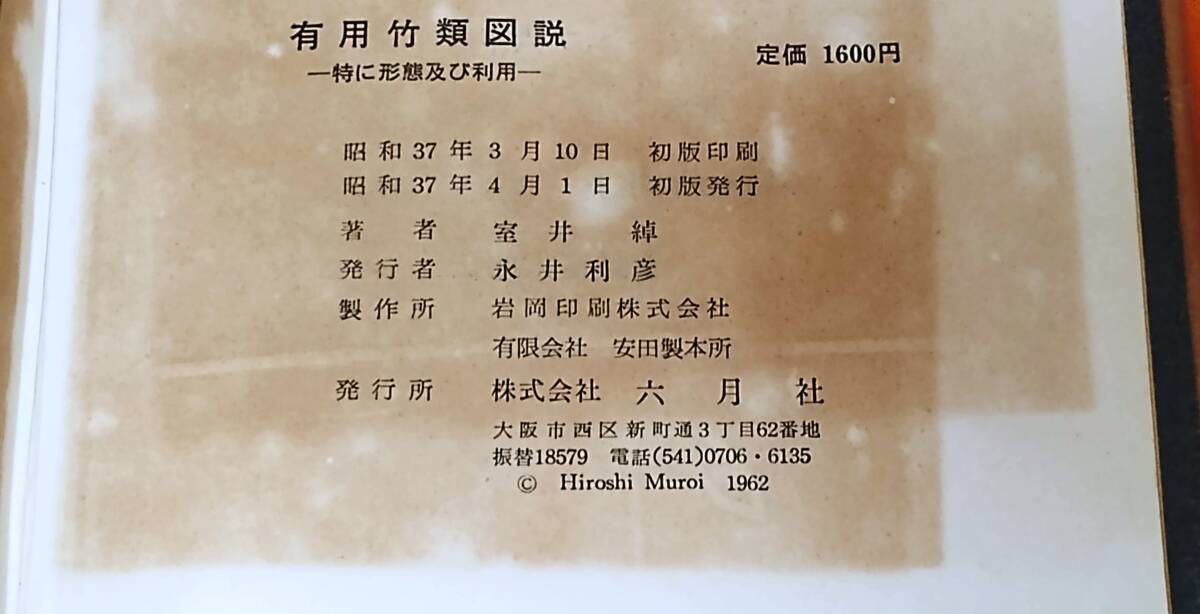 有用竹類図説
―特に形態及び利用―
定価 1600円
昭和37年3月10日 初版印刷
昭和37年4月1日 初版発行
著者 室井綽
発行者 永井利彦
製作所 岩岡印刷株式会社
有限会社 安田製本所
発行所 株式会社 六月社
大阪市西区新町通3丁目62番地
振替18579 電話(541)0706・6135
© Hiroshi Muroi 1962